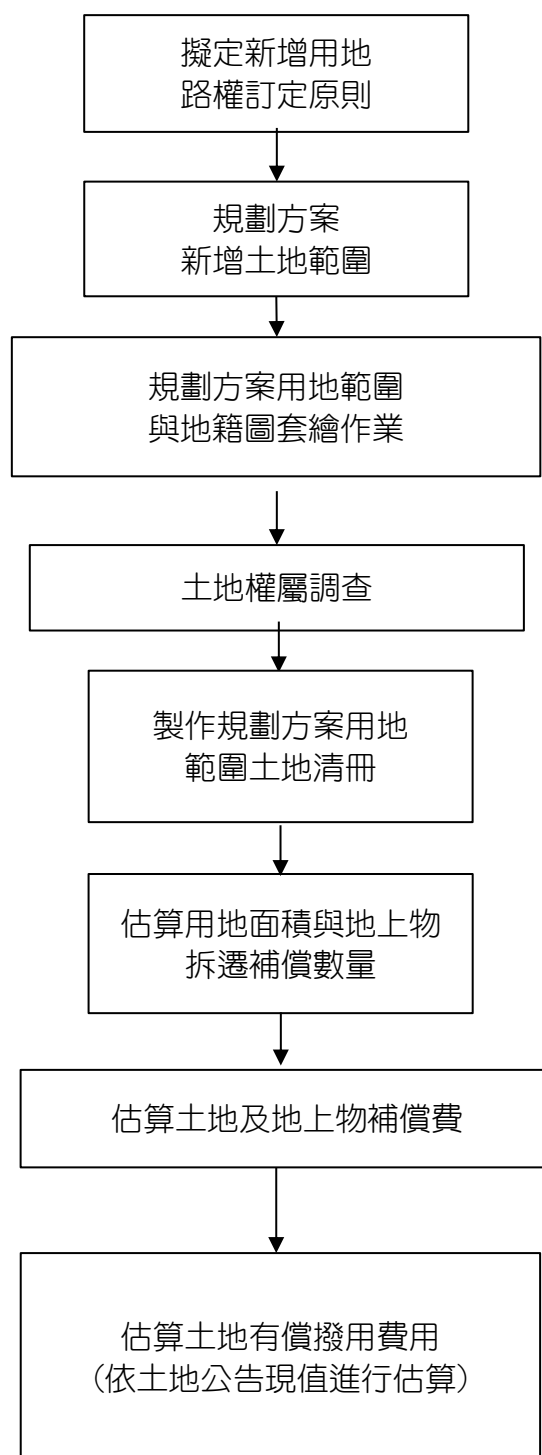 擬定新增用地
路權訂定原則
規劃方案
新增土地範圍
規劃方案用地範圍
與地籍圖套繪作業
土地權屬調查
製作規劃方案用地
範圍土地清冊
估算用地面積與地上物
拆遷補償數量
估算土地及地上物補償費
估算土地有償撥用費用
(依土地公告現值進行估算)